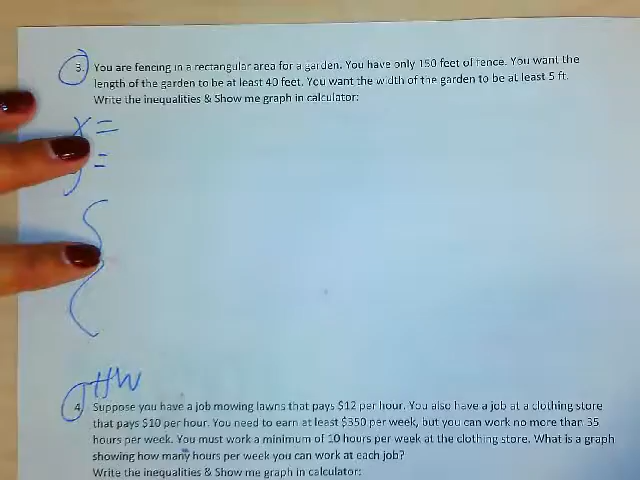 3. You are fencing in a rectangular area for a garden. You have only 150 feet of fence. You want the
length of the garden to be at least 40 feet. You want the width of the garden to be at least 5 ft.
Write the inequalities & Show me graph in calculator:
x =
y =
HW
4. Suppose you have a job mowing lawns that pays $12 per hour. You also have a job at a clothing store
that pays $10 per hour. You need to earn at least $350 per week, but you can work no more than 35
hours per week. You must work a minimum of 10 hours per week at the clothing store. What is a graph
showing how many hours per week you can work at each job?
Write the inequalities & Show me graph in calculator: